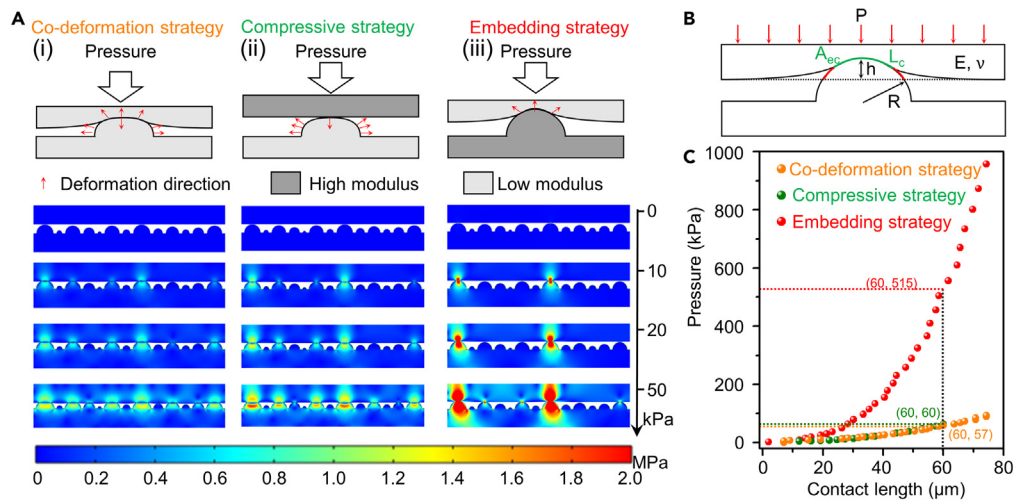 A
Co-deformation strategy
Compressive strategy
Embedding strategy
(i)
Pressure
(ii)
Pressure
(iii)
Pressure
Deformation direction
High modulus
Low modulus
0
10
20
50
kPa
MPa
0.0 0.2 0.4 0.6 0.8 1.0 1.2 1.4 1.6 1.8 2.0
B
P
A_ec
L_c
h
E, ν
R
C
Co-deformation strategy
Compressive strategy
Embedding strategy
(60, 515)
(60, 60)
(60, 57)
Pressure (kPa)
1000
800
600
400
200
0
0 20 40 60 80
Contact length (μm)